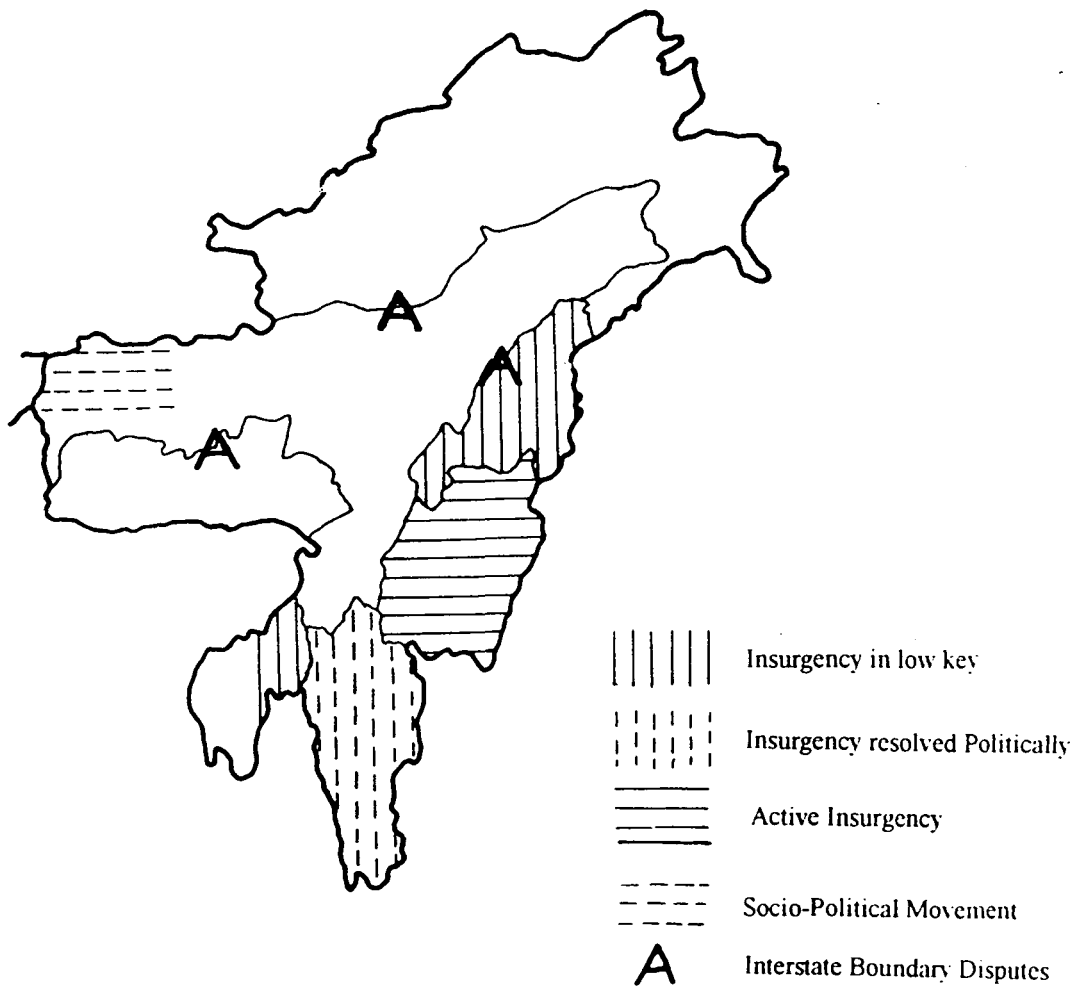 A
A
A
Insurgency in low key
Insurgency resolved Politically
Active Insurgency
Socio-Political Movement
A Interstate Boundary Disputes